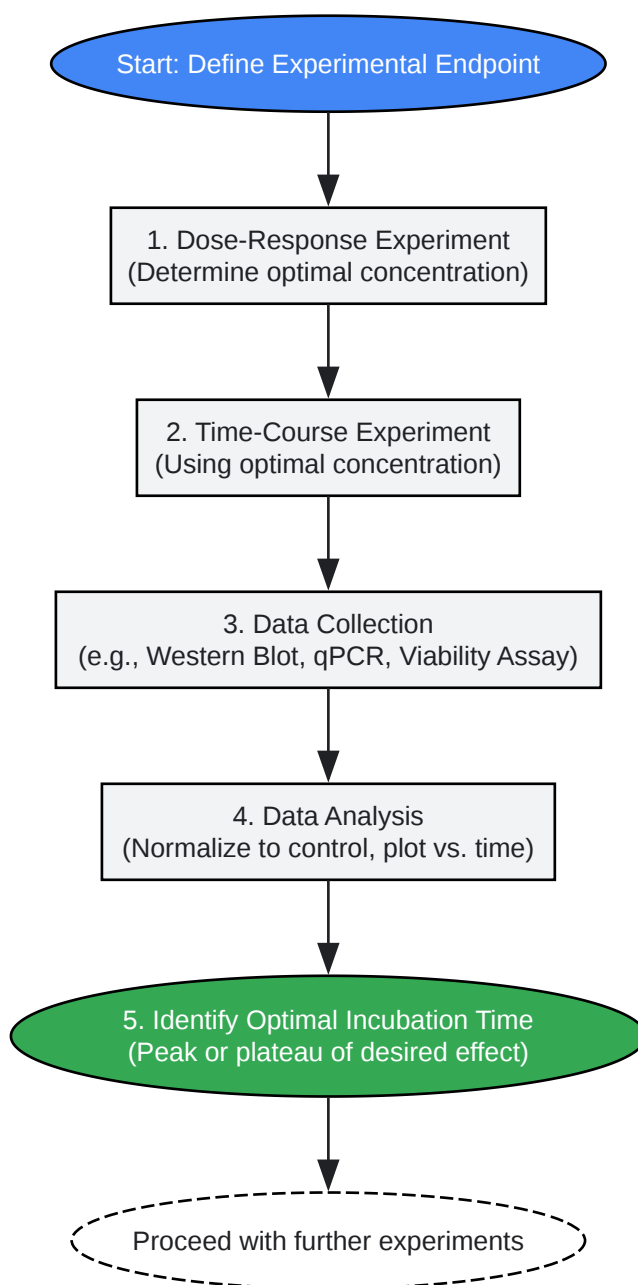 Start: Define Experimental Endpoint
1. Dose-Response Experiment
(Determine optimal concentration)
2. Time-Course Experiment
(Using optimal concentration)
3. Data Collection
(e.g., Western Blot, qPCR, Viability Assay)
4. Data Analysis
(Normalize to control, plot vs. time)
5. Identify Optimal Incubation Time
(Peak or plateau of desired effect)
Proceed with further experiments